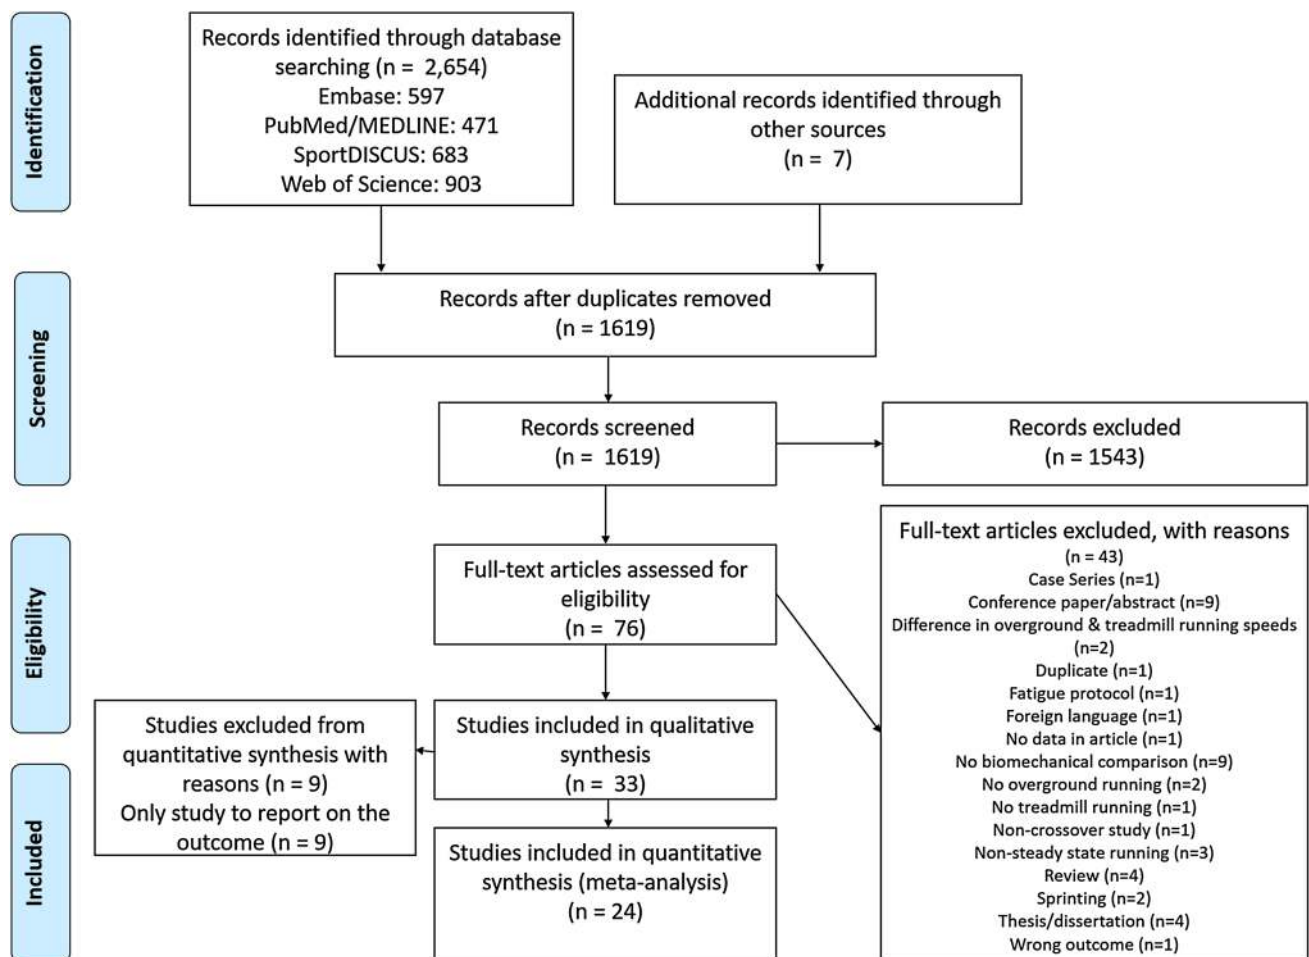 Identification
Records identified through database
searching (n = 2,654)
Embase: 597
PubMed/MEDLINE: 471
SportDISCUS: 683
Web of Science: 903
Additional records identified through
other sources
(n = 7)
Screening
Records after duplicates removed
(n = 1619)
Records screened
(n = 1619)
Records excluded
(n = 1543)
Eligibility
Full-text articles assessed for
eligibility
(n = 76)
Full-text articles excluded, with reasons
(n = 43)
Case Series (n=1)
Conference paper/abstract (n=9)
Difference in overground & treadmill running speeds
(n=2)
Duplicate (n=1)
Fatigue protocol (n=1)
Foreign language (n=1)
No data in article (n=1)
No biomechanical comparison (n=9)
No overground running (n=2)
No treadmill running (n=1)
Non-crossover study (n=1)
Non-steady state running (n=3)
Review (n=4)
Sprinting (n=2)
Thesis/dissertation (n=4)
Wrong outcome (n=1)
Studies excluded from
quantitative synthesis with
reasons (n = 9)
Only study to report on the
outcome (n = 9)
Studies included in qualitative
synthesis
(n = 33)
Included
Studies included in quantitative
synthesis (meta-analysis)
(n = 24)